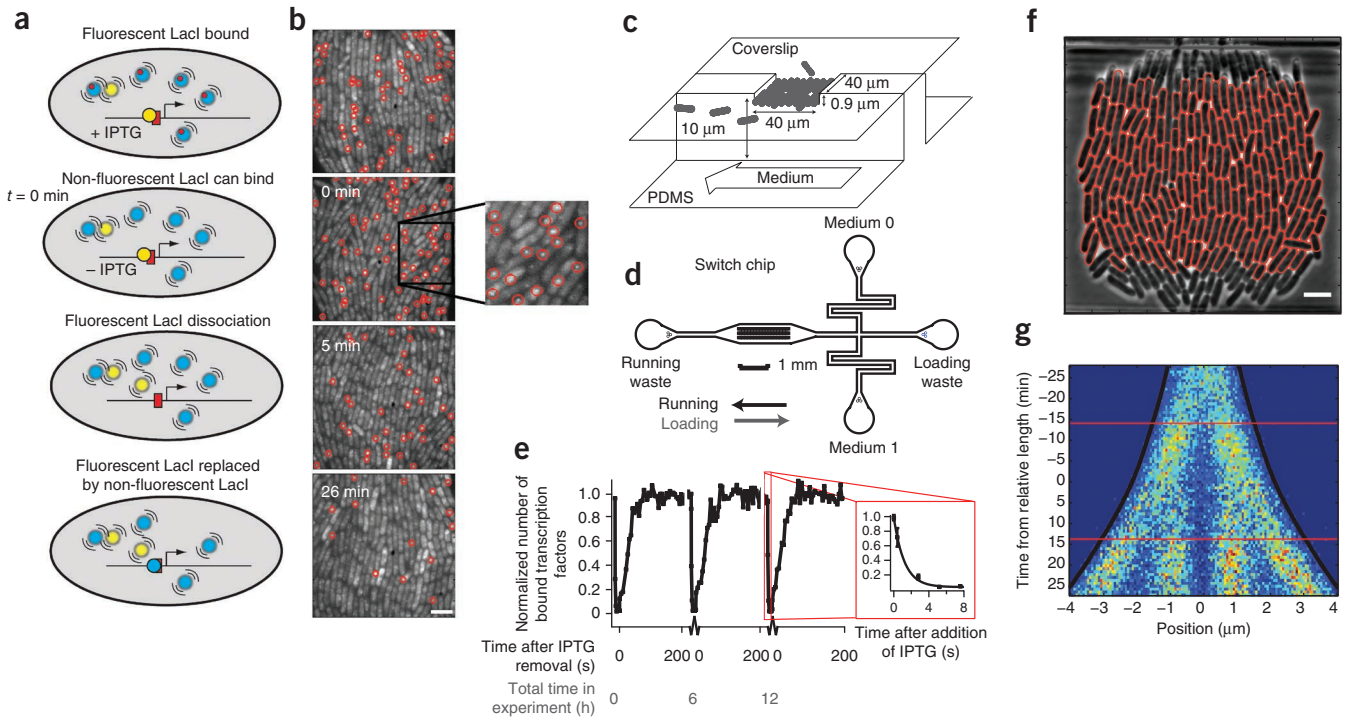 a
Fluorescent LacI bound
+ IPTG
Non-fluorescent LacI can bind
t = 0 min
− IPTG
Fluorescent LacI dissociation
Fluorescent LacI replaced
by non-fluorescent LacI
b
0 min
5 min
26 min
c
Coverslip
40 μm
0.9 μm
40 μm
10 μm
Medium
PDMS
d
Switch chip
Medium 0
Running
waste
1 mm
Loading
waste
Running
Loading
Medium 1
e
Normalized number of
bound transcription
factors
1.0
0.8
0.6
0.4
0.2
0
1.0
0.8
0.6
0.4
0.2
0 4 8
Time after addition
of IPTG (s)
Time after IPTG
removal (s)
0 200 0 200 0 200
Total time in
experiment (h)
0 6 12
f
g
Time from relative length (min)
−25
−20
−15
−10
−5
0
5
10
15
20
25
−4 −3 −2 −1 0 1 2 3 4
Position (μm)